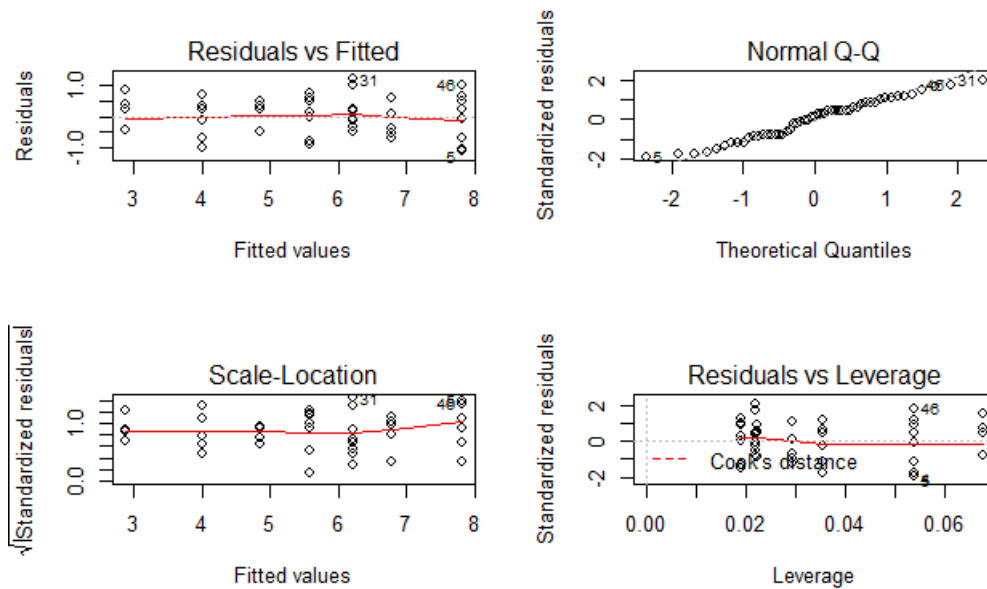 Residuals vs Fitted
Residuals
1.0
-1.0
31
46
5
3 4 5 6 7 8
Fitted values
Normal Q-Q
Standardized residuals
2
0
-2
31
5
-2 -1 0 1 2
Theoretical Quantiles
Scale-Location
√|Standardized residuals|
1.0
0.0
31
46
3 4 5 6 7 8
Fitted values
Residuals vs Leverage
Standardized residuals
2
0
-2
46
Cook's distance
0.00 0.02 0.04 0.06
Leverage